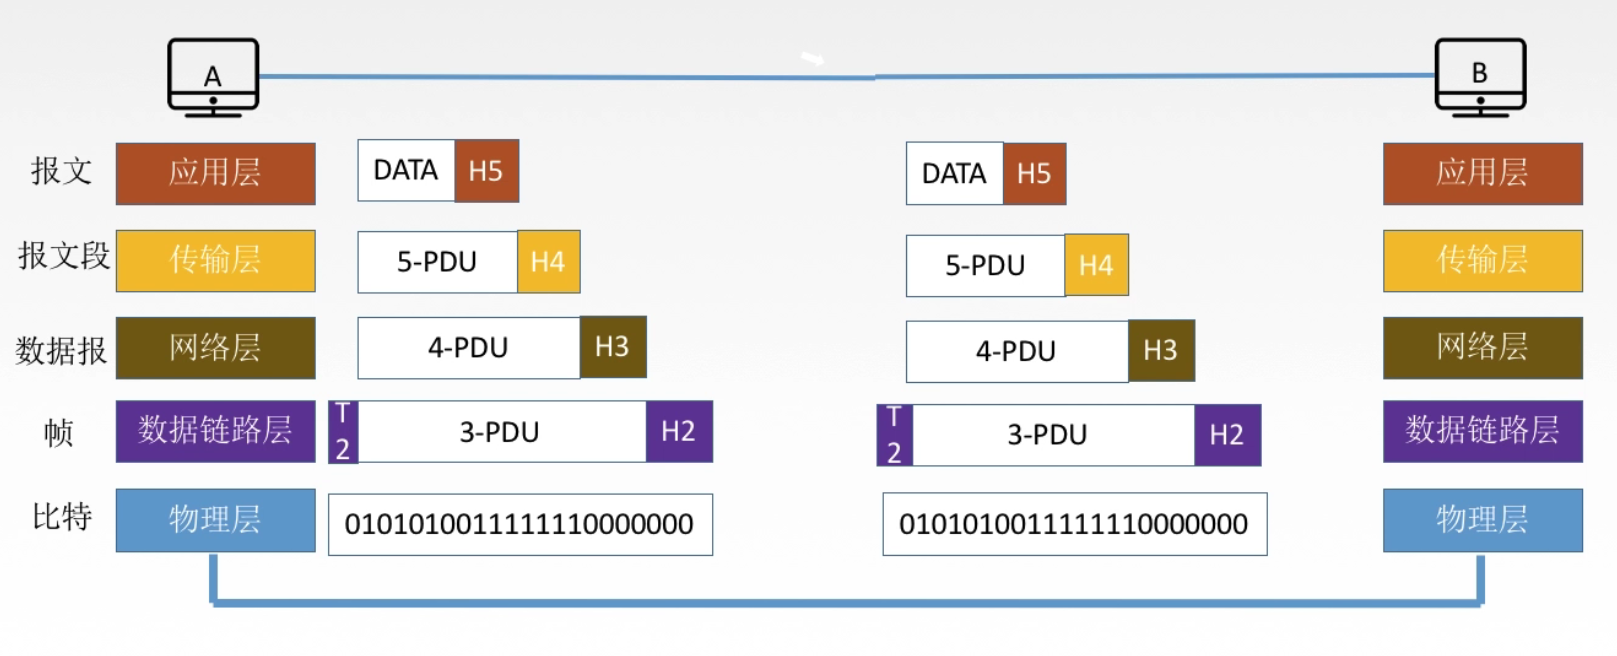 A
B
报文 应用层 DATA H5 DATA H5 应用层
报文段 传输层 5-PDU H4 5-PDU H4 传输层
数据报 网络层 4-PDU H3 4-PDU H3 网络层
帧 数据链路层 T2 3-PDU H2 T2 3-PDU H2 数据链路层
比特 物理层 0101010011111110000000 0101010011111110000000 物理层